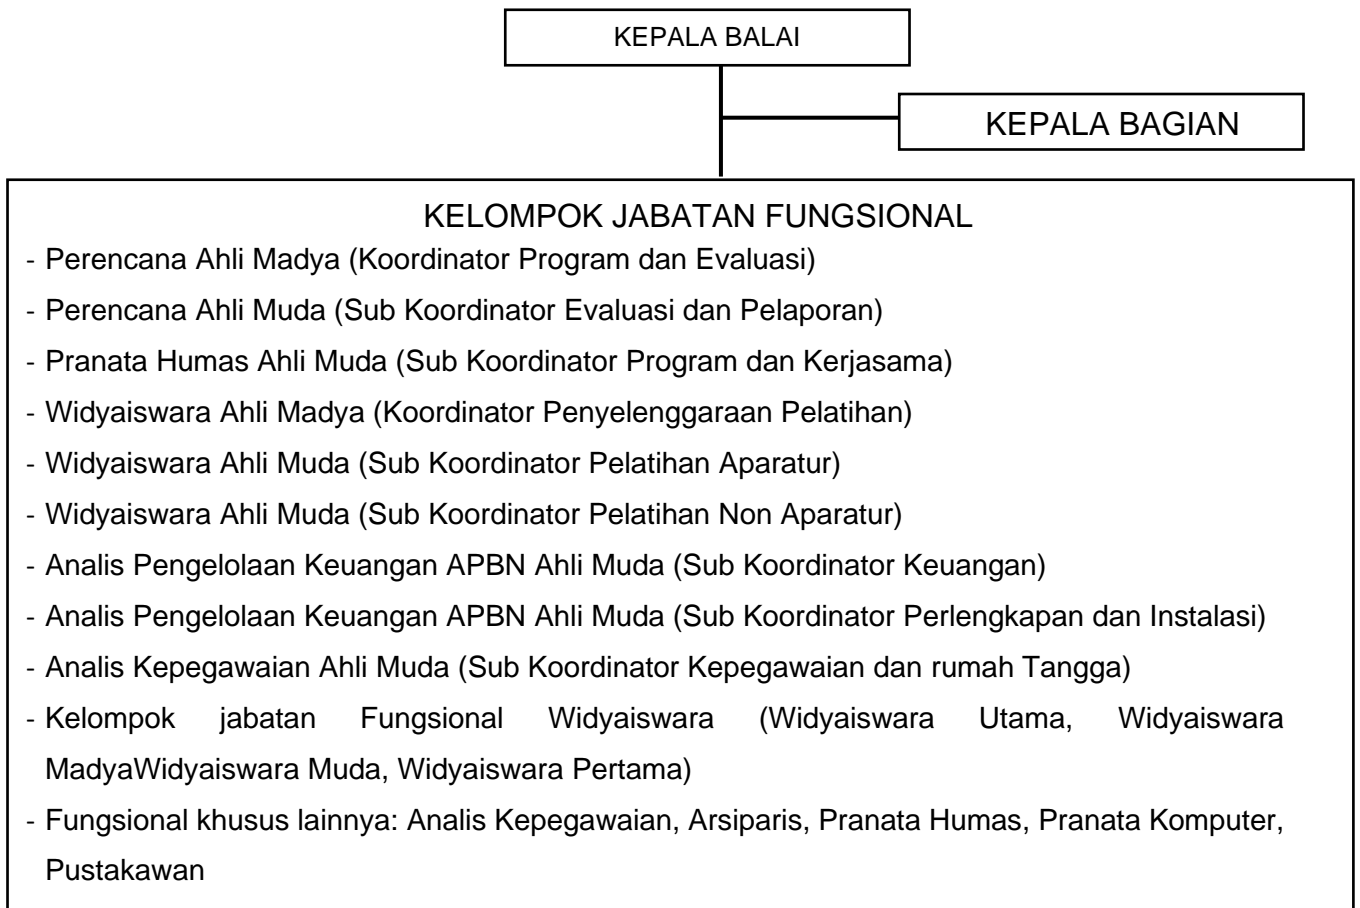 KEPALA BALAI
KEPALA BAGIAN
KELOMPOK JABATAN FUNGSIONAL
- Perencana Ahli Madya (Koordinator Program dan Evaluasi)
- Perencana Ahli Muda (Sub Koordinator Evaluasi dan Pelaporan)
- Pranata Humas Ahli Muda (Sub Koordinator Program dan Kerjasama)
- Widyaiswara Ahli Madya (Koordinator Penyelenggaraan Pelatihan)
- Widyaiswara Ahli Muda (Sub Koordinator Pelatihan Aparatur)
- Widyaiswara Ahli Muda (Sub Koordinator Pelatihan Non Aparatur)
- Analis Pengelolaan Keuangan APBN Ahli Muda (Sub Koordinator Keuangan)
- Analis Pengelolaan Keuangan APBN Ahli Muda (Sub Koordinator Perlengkapan dan Instalasi)
- Analis Kepegawaian Ahli Muda (Sub Koordinator Kepegawaian dan rumah Tangga)
- Kelompok jabatan Fungsional Widyaiswara (Widyaiswara Utama, Widyaiswara
MadyaWidyaiswara Muda, Widyaiswara Pertama)
- Fungsional khusus lainnya: Analis Kepegawaian, Arsiparis, Pranata Humas, Pranata Komputer,
Pustakawan